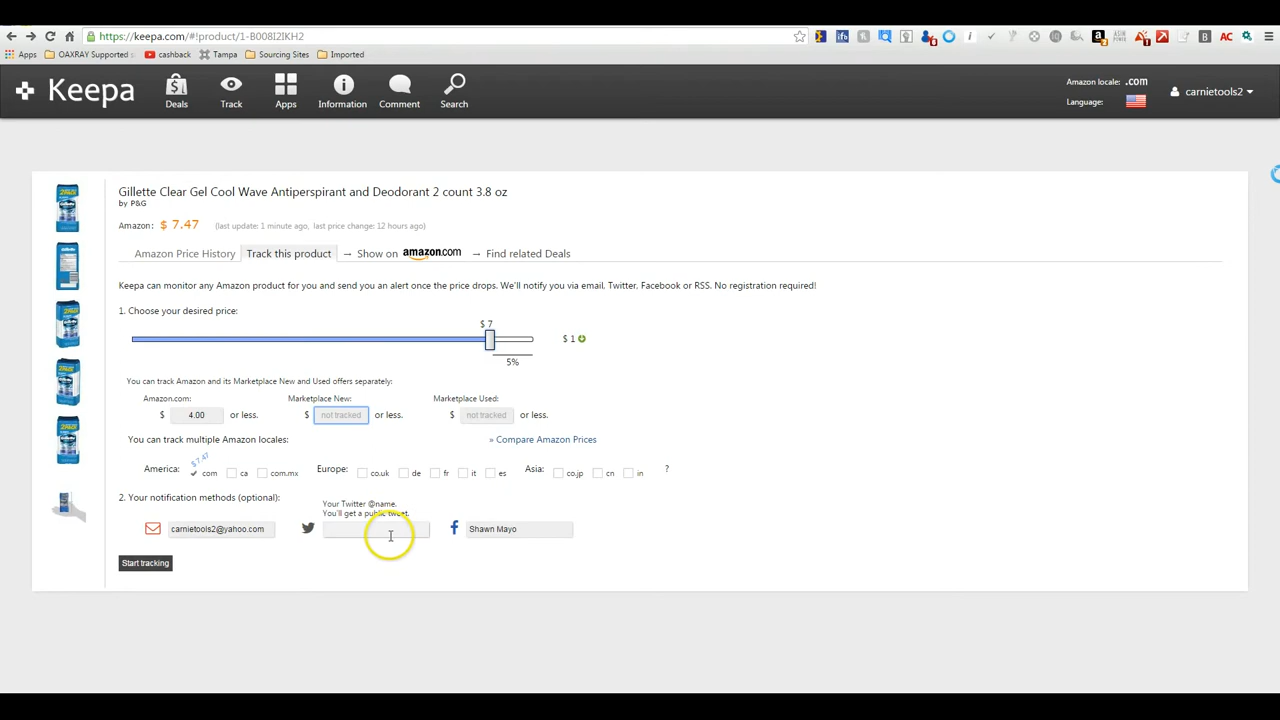 https://keepa.com/#!product/1-B008I2IKH2
Apps OAXRAY Supported s cashback Tampa Sourcing Sites Imported
Keepa
Deals Track Apps Information Comment Search
Amazon locale: .com
Language:
carnietools2
Gillette Clear Gel Cool Wave Antiperspirant and Deodorant 2 count 3.8 oz
by P&G
Amazon: $ 7.47 (last update: 1 minute ago, last price change: 12 hours ago)
Amazon Price History Track this product → Show on amazon.com → Find related Deals
Keepa can monitor any Amazon product for you and send you an alert once the price drops. We'll notify you via email, Twitter, Facebook or RSS. No registration required!
1. Choose your desired price:
$ 7
$ 1
5%
You can track Amazon and its Marketplace New and Used offers separately:
Amazon.com: Marketplace New: Marketplace Used:
$ 4.00 or less. $ not tracked or less. $ not tracked or less.
You can track multiple Amazon locales: » Compare Amazon Prices
$ 7.47
America: com ca com.mx Europe: co.uk de fr it es Asia: co.jp cn in ?
2. Your notification methods (optional):
Your Twitter @name.
You'll get a public tweet.
carnietools2@yahoo.com
Shawn Mayo
Start tracking